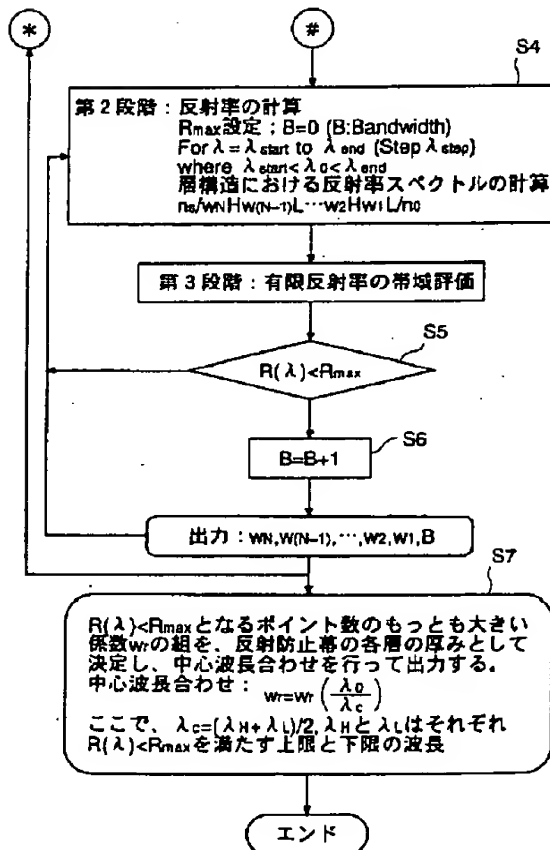 *
#
S4
第2段階：反射率の計算
Rmax設定；B=0 (B:Bandwidth)
For λ=λstart to λend (Step λstep)
where λstart<λ0<λend
層構造における反射率スペクトルの計算
ns/wNHw(N-1)L…w2Hw1L/n0
第3段階：有限反射率の帯域評価
S5
R(λ)<Rmax
S6
B=B+1
出力：wN,w(N-1),…,w2,w1,B
S7
R(λ)<Rmaxとなるポイント数のもっとも大きい
係数wrの組を、反射防止幕の各層の厚みとして
決定し、中心波長合わせを行って出力する。
中心波長合わせ： wr=wr(λ0/λc)
ここで、λc=(λH+λL)/2,λHとλLはそれぞれ
R(λ)<Rmaxを満たす上限と下限の波長
エンド